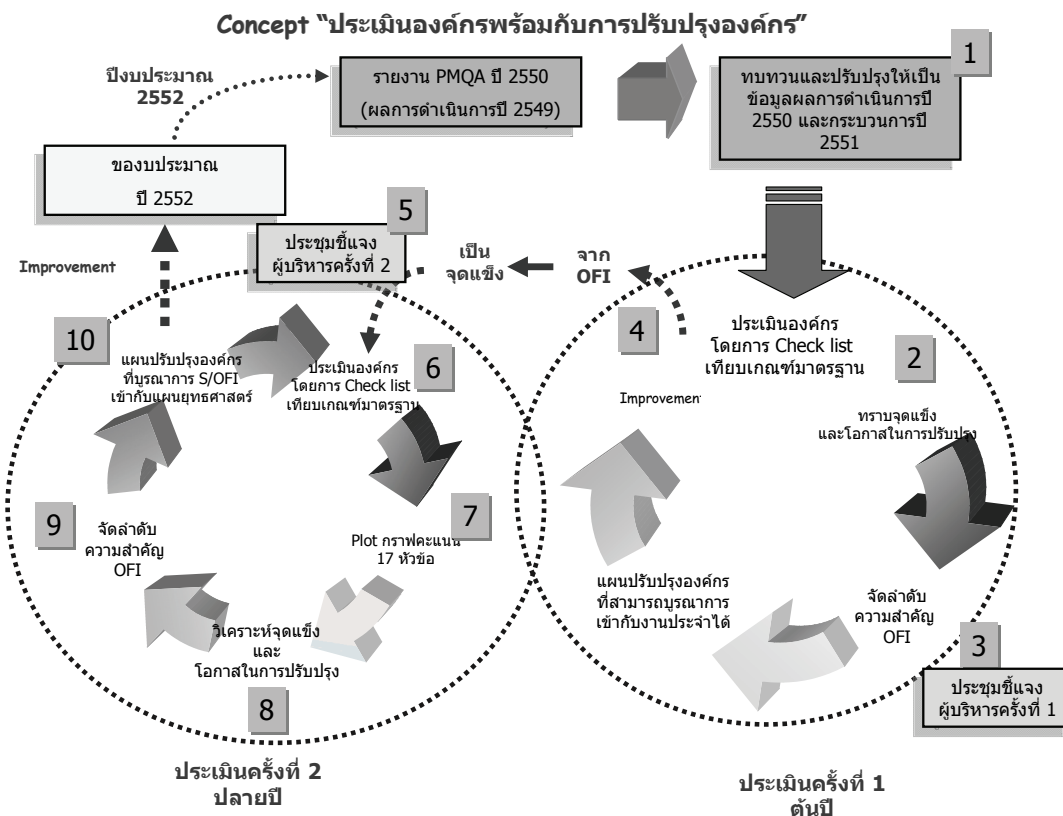 Concept “ประเมินองค์กรพร้อมกับการปรับปรุงองค์กร”
ปีงบประมาณ
2552
รายงาน PMQA ปี 2550
(ผลการดำเนินการปี 2549)
1
ทบทวนและปรับปรุงให้เป็น
ข้อมูลผลการดำเนินการปี
2550 และกระบวนการปี
2551
ของบประมาณ
ปี 2552
5
ประชุมชี้แจง
ผู้บริหารครั้งที่ 2
เป็น
จุดแข็ง
จาก
OFI
Improvement
10
แผนปรับปรุงองค์กร
ที่บูรณาการ S/OFI
เข้ากับแผนยุทธศาสตร์
ประเมินองค์กร
โดยการ Check list
เทียบเกณฑ์มาตรฐาน
6
4
ประเมินองค์กร
โดยการ Check list
เทียบเกณฑ์มาตรฐาน
2
Improvemen
ทราบจุดแข็ง
และโอกาสในการปรับปรุง
9
จัดลำดับ
ความสำคัญ
OFI
7
Plot กราฟคะแนน
17 หัวข้อ
แผนปรับปรุงองค์กร
ที่สามารถบูรณาการ
เข้ากับงานประจำได้
จัดลำดับ
ความสำคัญ
OFI
วิเคราะห์จุดแข็ง
และ
โอกาสในการปรับปรุง
8
3
ประชุมชี้แจง
ผู้บริหารครั้งที่ 1
ประเมินครั้งที่ 2
ปลายปี
ประเมินครั้งที่ 1
ต้นปี